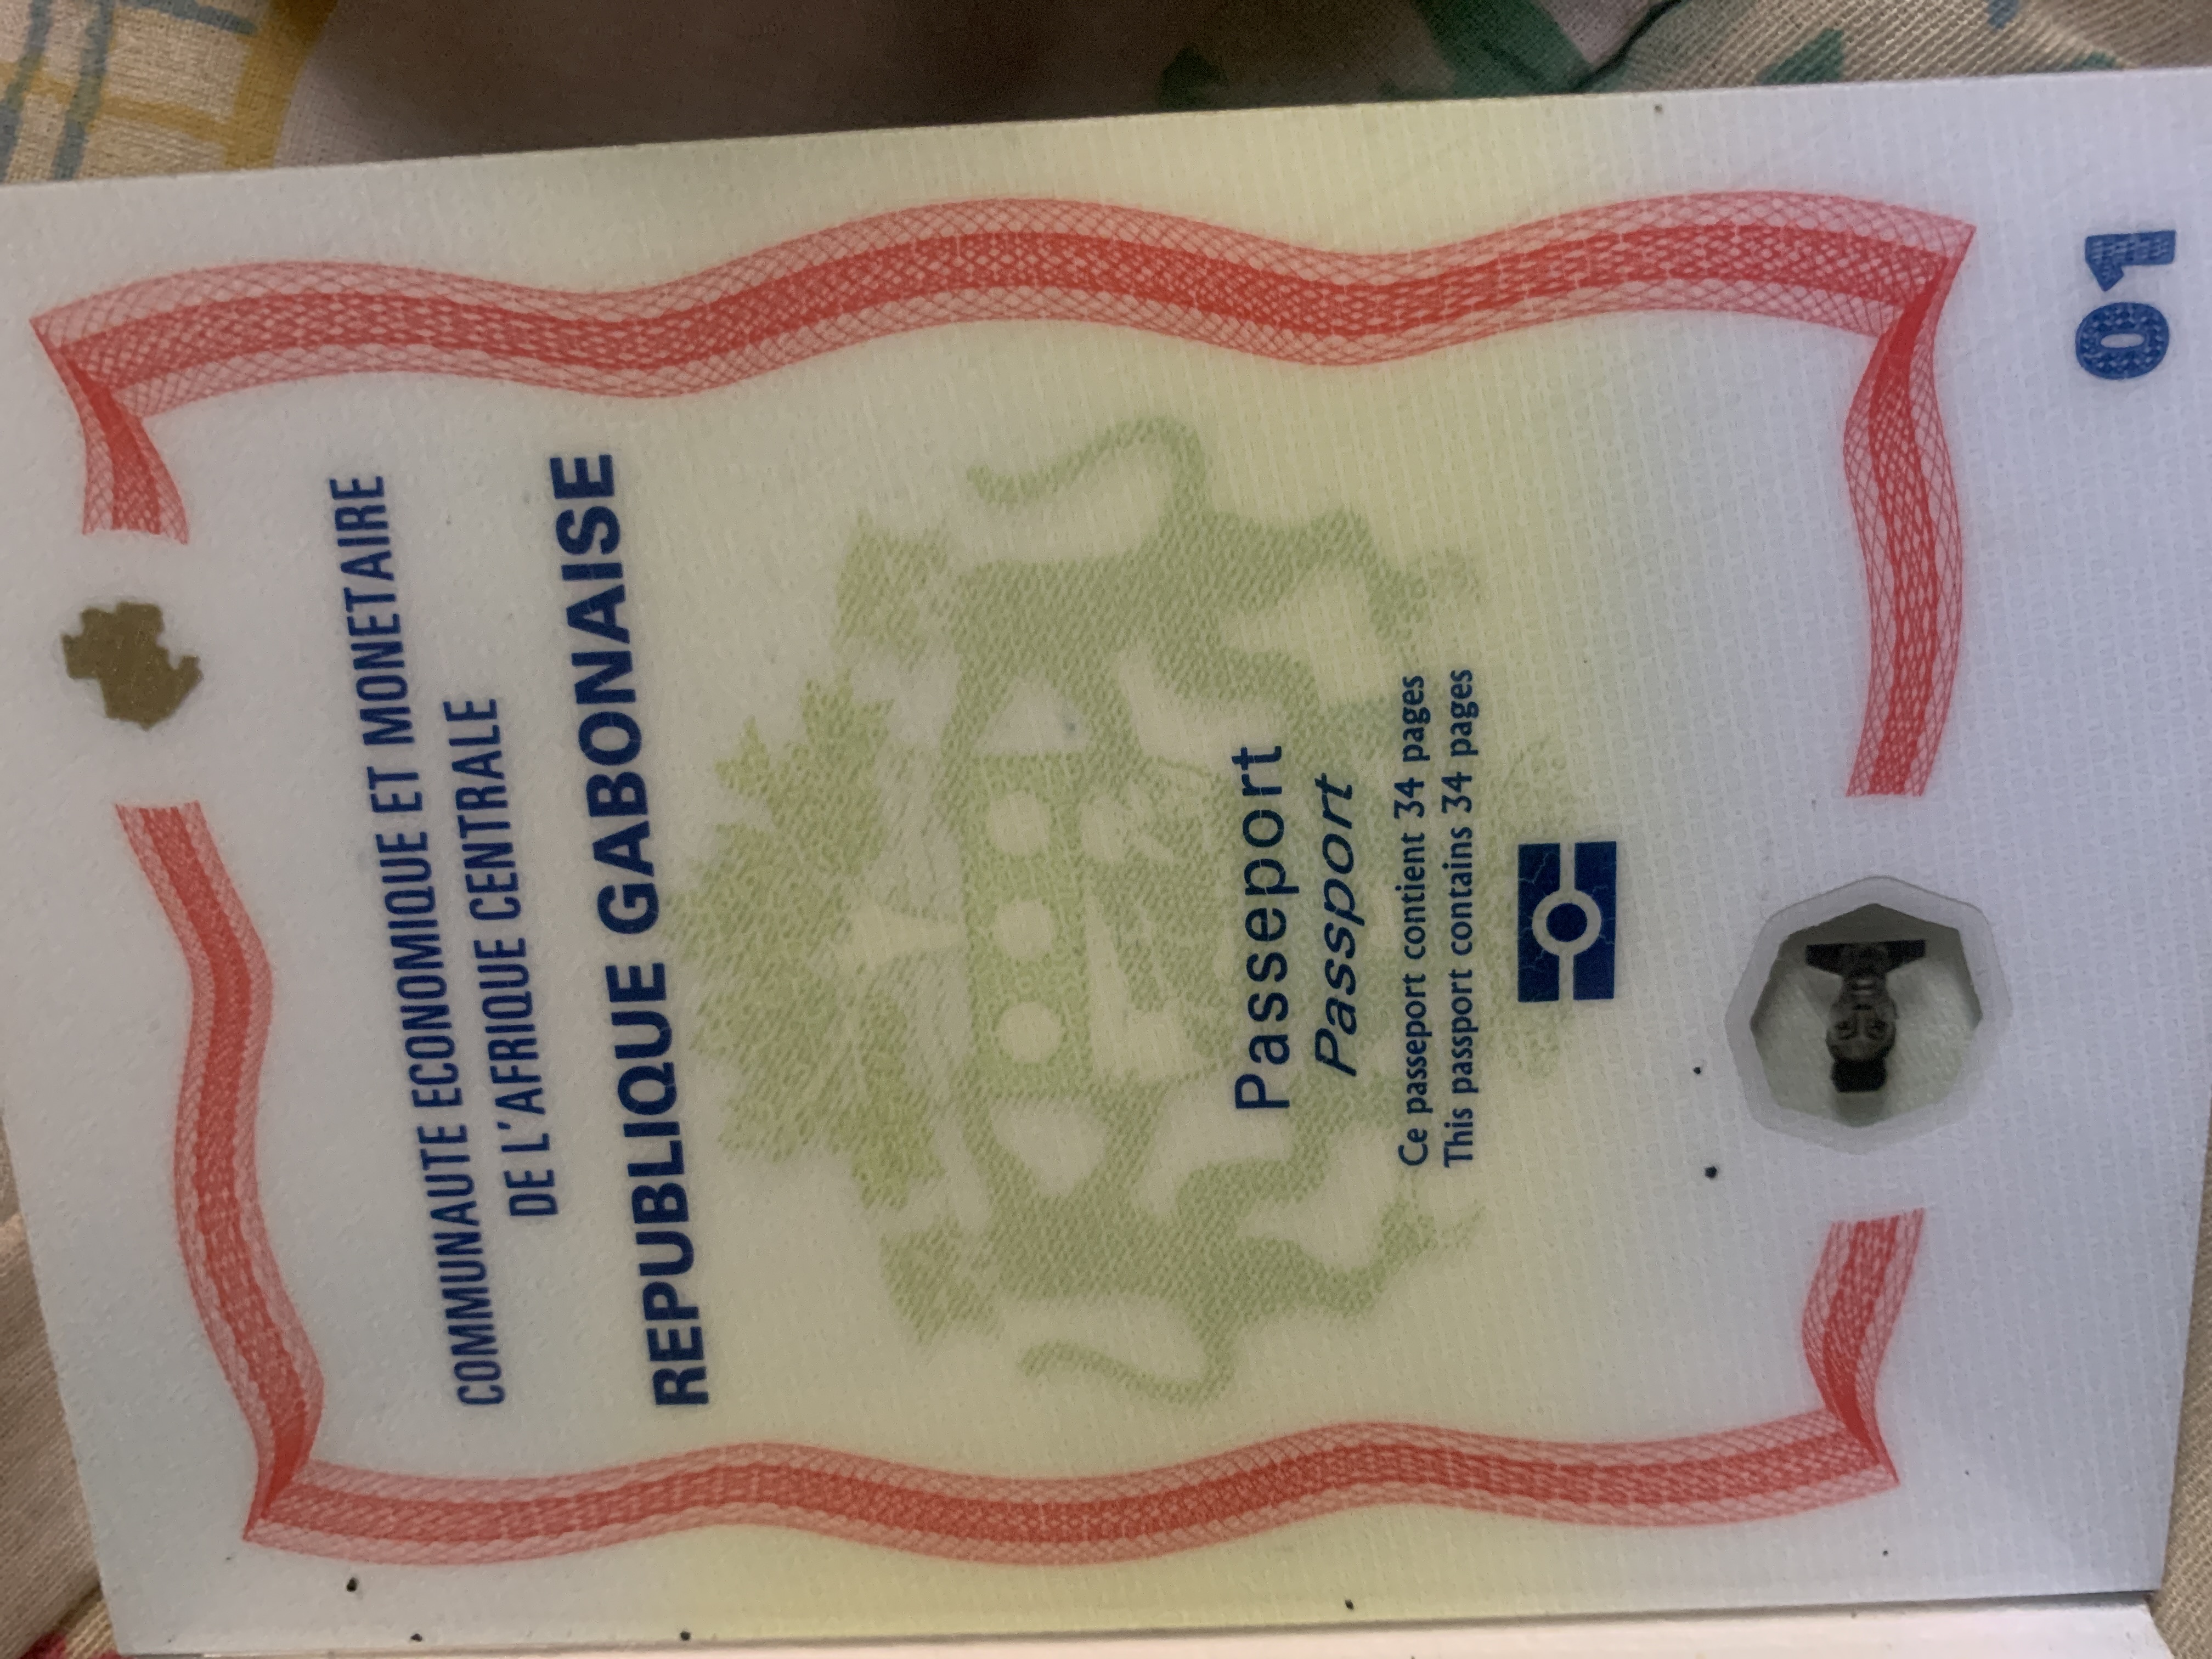 COMMUNAUTE ECONOMIQUE ET MONETAIRE
DE L'AFRIQUE CENTRALE
REPUBLIQUE GABONAISE
Passeport
Passport
Ce passeport contient 34 pages
This passport contains 34 pages
01